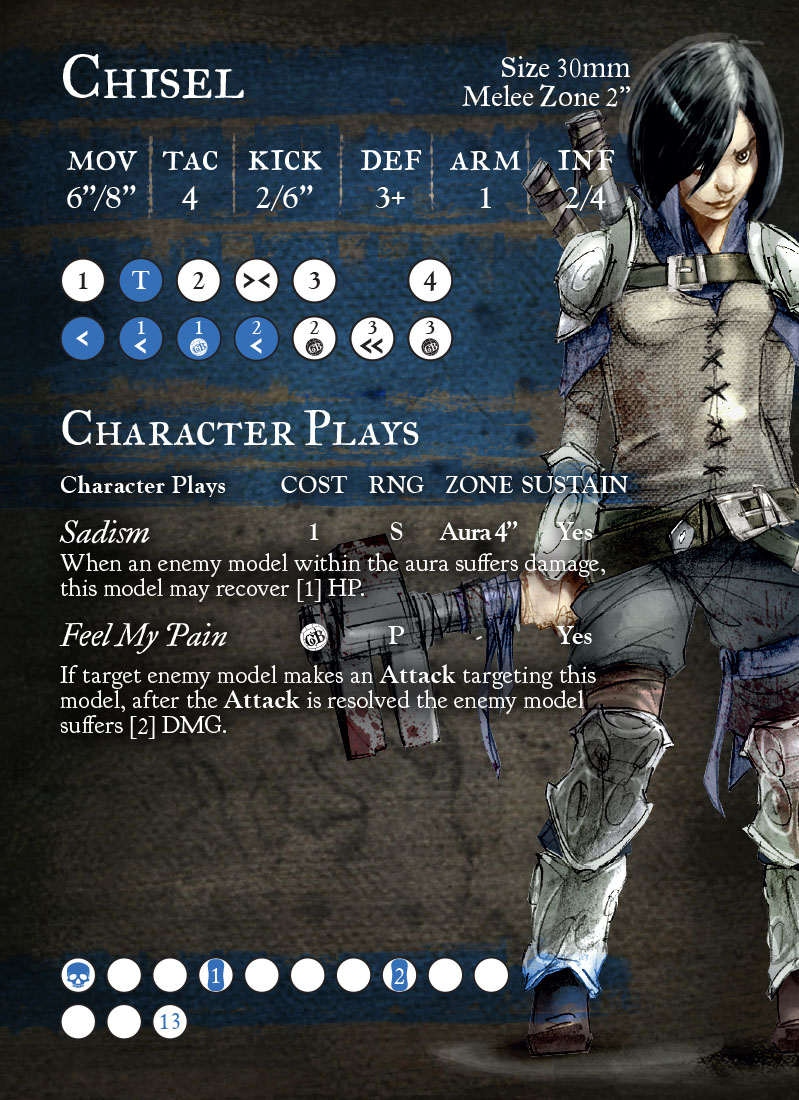 Chisel
Size 30mm
Melee Zone 2”
MOV TAC KICK DEF ARM INF
6”/8” 4 2/6” 3+ 1 2/4
1 T 2 >< 3 4
< 1 < 1 GB 2 < 2 GB 3 << 3 GB
Character Plays
Character Plays COST RNG ZONE SUSTAIN
Sadism 1 S Aura 4” Yes
When an enemy model within the aura suffers damage,
this model may recover [1] HP.
Feel My Pain GB P Yes
If target enemy model makes an Attack targeting this
model, after the Attack is resolved the enemy model
suffers [2] DMG.
1 2
13